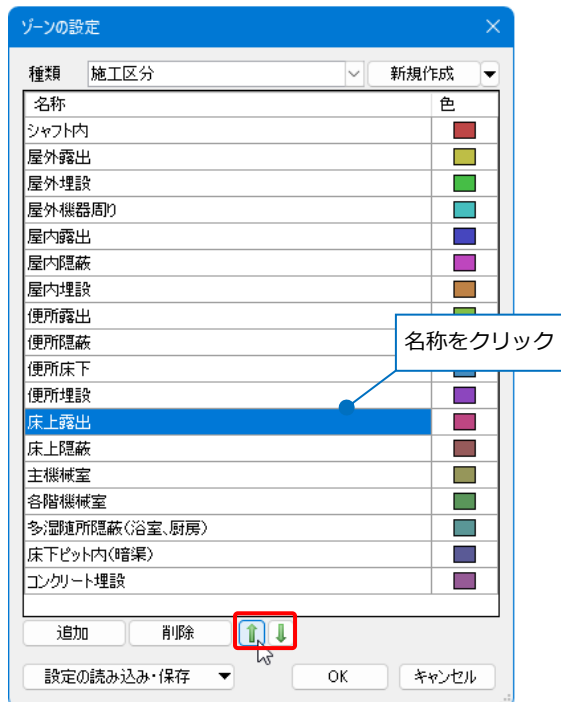 ゾーンの設定
種類 施工区分 新規作成
名称 色
シャフト内
屋外露出
屋外埋設
屋外機器周り
屋内露出
屋内隠蔽
屋内埋設
便所露出
便所隠蔽
名称をクリック
便所床下
便所埋設
床上露出
床上隠蔽
主機械室
各階機械室
多湿随所隠蔽(浴室、厨房)
床下ピット内(暗渠)
コンクリート埋設
追加 削除
設定の読み込み・保存 OK キャンセル